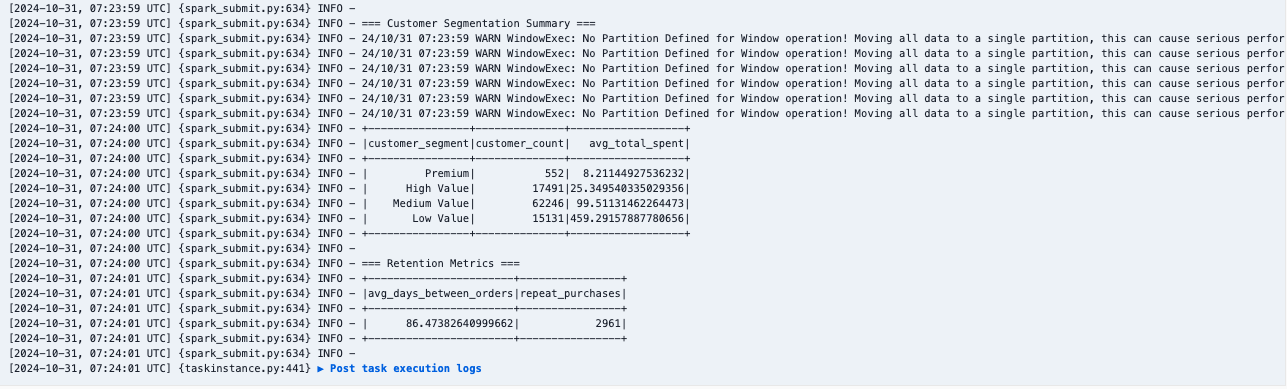 [2024-10-31, 07:23:59 UTC] {spark_submit.py:634} INFO -
[2024-10-31, 07:23:59 UTC] {spark_submit.py:634} INFO - === Customer Segmentation Summary ===
[2024-10-31, 07:23:59 UTC] {spark_submit.py:634} INFO - 24/10/31 07:23:59 WARN WindowExec: No Partition Defined for Window operation! Moving all data to a single partition, this can cause serious perfor
[2024-10-31, 07:23:59 UTC] {spark_submit.py:634} INFO - 24/10/31 07:23:59 WARN WindowExec: No Partition Defined for Window operation! Moving all data to a single partition, this can cause serious perfor
[2024-10-31, 07:23:59 UTC] {spark_submit.py:634} INFO - 24/10/31 07:23:59 WARN WindowExec: No Partition Defined for Window operation! Moving all data to a single partition, this can cause serious perfor
[2024-10-31, 07:23:59 UTC] {spark_submit.py:634} INFO - 24/10/31 07:23:59 WARN WindowExec: No Partition Defined for Window operation! Moving all data to a single partition, this can cause serious perfor
[2024-10-31, 07:23:59 UTC] {spark_submit.py:634} INFO - 24/10/31 07:23:59 WARN WindowExec: No Partition Defined for Window operation! Moving all data to a single partition, this can cause serious perfor
[2024-10-31, 07:23:59 UTC] {spark_submit.py:634} INFO - 24/10/31 07:23:59 WARN WindowExec: No Partition Defined for Window operation! Moving all data to a single partition, this can cause serious perfor
[2024-10-31, 07:24:00 UTC] {spark_submit.py:634} INFO - +----------------+--------------+------------------+
[2024-10-31, 07:24:00 UTC] {spark_submit.py:634} INFO - |customer_segment|customer_count|   avg_total_spent|
[2024-10-31, 07:24:00 UTC] {spark_submit.py:634} INFO - +----------------+--------------+------------------+
[2024-10-31, 07:24:00 UTC] {spark_submit.py:634} INFO - |         Premium|           552|  8.21144927536232|
[2024-10-31, 07:24:00 UTC] {spark_submit.py:634} INFO - |      High Value|         17491|25.349540335029356|
[2024-10-31, 07:24:00 UTC] {spark_submit.py:634} INFO - |    Medium Value|         62246| 99.51131462264473|
[2024-10-31, 07:24:00 UTC] {spark_submit.py:634} INFO - |       Low Value|         15131|459.29157887780656|
[2024-10-31, 07:24:00 UTC] {spark_submit.py:634} INFO - +----------------+--------------+------------------+
[2024-10-31, 07:24:00 UTC] {spark_submit.py:634} INFO -
[2024-10-31, 07:24:00 UTC] {spark_submit.py:634} INFO - === Retention Metrics ===
[2024-10-31, 07:24:01 UTC] {spark_submit.py:634} INFO - +-----------------------+----------------+
[2024-10-31, 07:24:01 UTC] {spark_submit.py:634} INFO - |avg_days_between_orders|repeat_purchases|
[2024-10-31, 07:24:01 UTC] {spark_submit.py:634} INFO - +-----------------------+----------------+
[2024-10-31, 07:24:01 UTC] {spark_submit.py:634} INFO - |      86.47382640999662|            2961|
[2024-10-31, 07:24:01 UTC] {spark_submit.py:634} INFO - +-----------------------+----------------+
[2024-10-31, 07:24:01 UTC] {spark_submit.py:634} INFO -
[2024-10-31, 07:24:01 UTC] {taskinstance.py:441} ▶ Post task execution logs